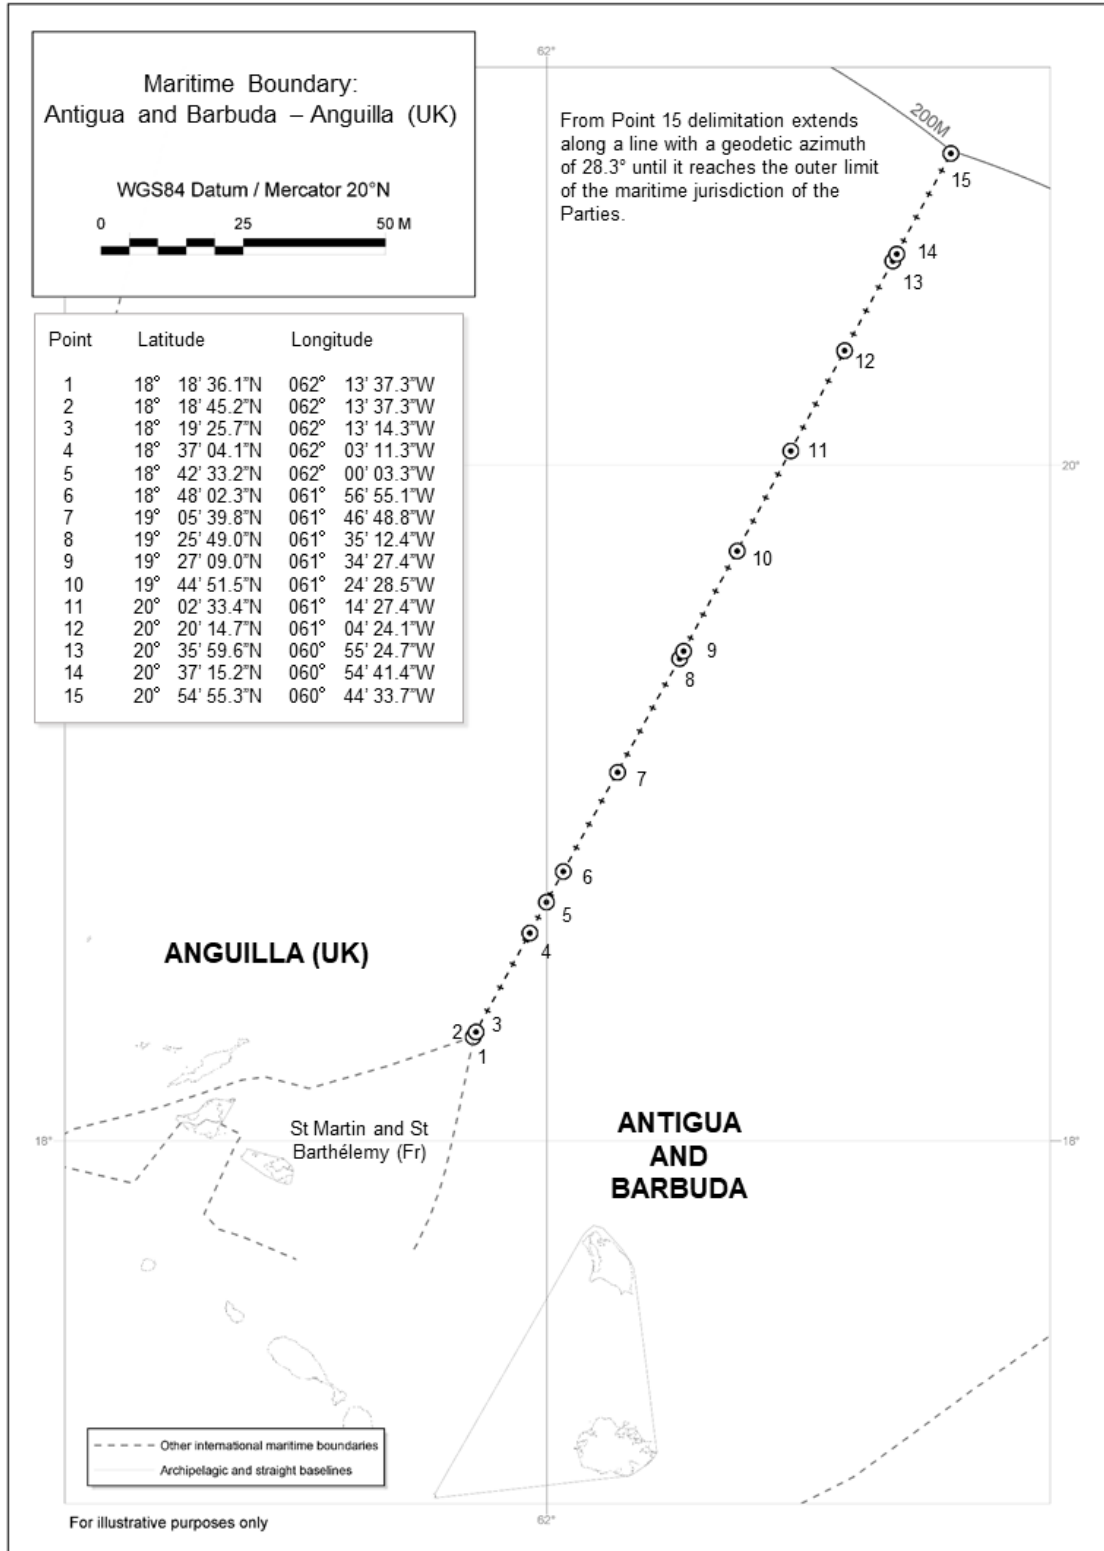 62°
Maritime Boundary:
Antigua and Barbuda – Anguilla (UK)
WGS84 Datum / Mercator 20°N
0 25 50 M
From Point 15 delimitation extends
along a line with a geodetic azimuth
of 28.3° until it reaches the outer limit
of the maritime jurisdiction of the
Parties.
200M
15
14
13
12
11
20°
10
9
8
7
6
5
4
3
2
1
Point Latitude Longitude
1 18° 18' 36.1"N 062° 13' 37.3"W
2 18° 18' 45.2"N 062° 13' 37.3"W
3 18° 19' 25.7"N 062° 13' 14.3"W
4 18° 37' 04.1"N 062° 03' 11.3"W
5 18° 42' 33.2"N 062° 00' 03.3"W
6 18° 48' 02.3"N 061° 56' 55.1"W
7 19° 05' 39.8"N 061° 46' 48.8"W
8 19° 25' 49.0"N 061° 35' 12.4"W
9 19° 27' 09.0"N 061° 34' 27.4"W
10 19° 44' 51.5"N 061° 24' 28.5"W
11 20° 02' 33.4"N 061° 14' 27.4"W
12 20° 20' 14.7"N 061° 04' 24.1"W
13 20° 35' 59.6"N 060° 55' 24.7"W
14 20° 37' 15.2"N 060° 54' 41.4"W
15 20° 54' 55.3"N 060° 44' 33.7"W
ANGUILLA (UK)
St Martin and St
Barthélemy (Fr)
ANTIGUA
AND
BARBUDA
18°
18°
Other international maritime boundaries
Archipelagic and straight baselines
62°
For illustrative purposes only